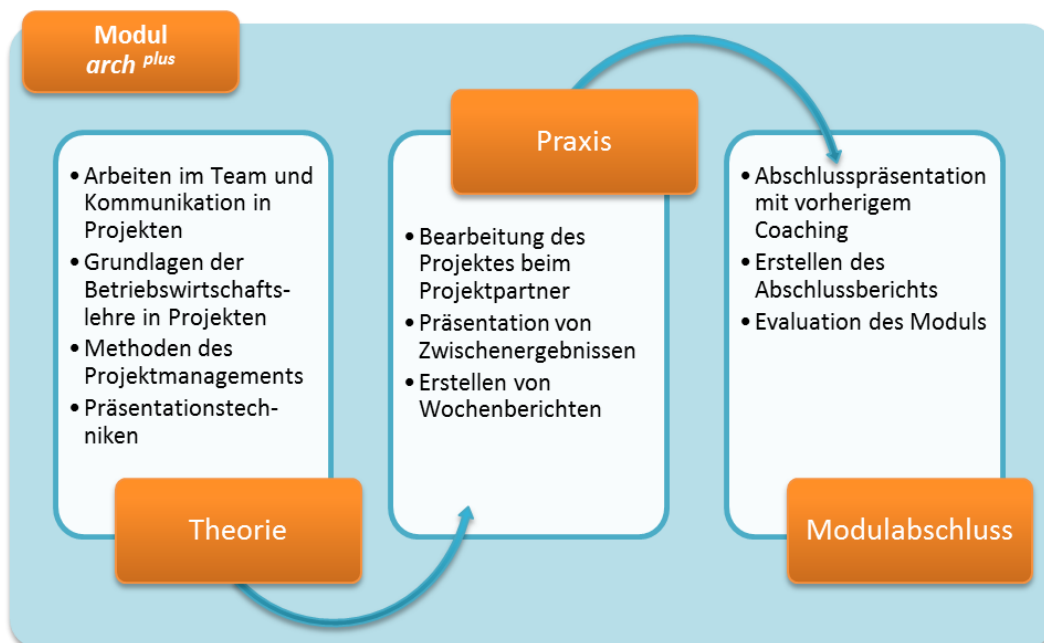 Modul
arch plus
• Arbeiten im Team und
Kommunikation in
Projekten
• Grundlagen der
Betriebswirtschafts-
lehre in Projekten
• Methoden des
Projektmanagements
• Präsentationstech-
niken
Theorie
Praxis
• Bearbeitung des
Projektes beim
Projektpartner
• Präsentation von
Zwischenergebnissen
• Erstellen von
Wochenberichten
• Abschlusspräsentation
mit vorherigem
Coaching
• Erstellen des
Abschlussberichts
• Evaluation des Moduls
Modulabschluss